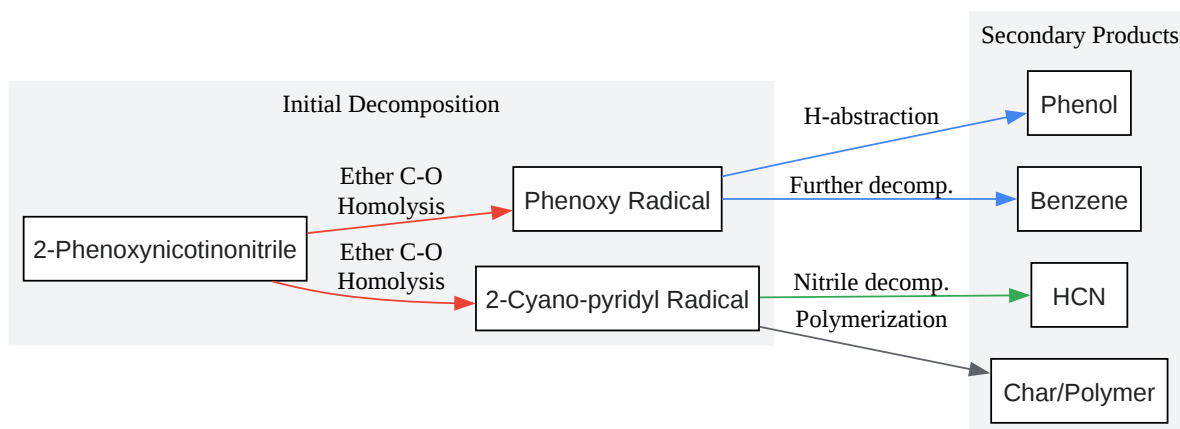 Secondary Products
Initial Decomposition
Phenol
H-abstraction
Ether C-O
Homolysis
Phenoxy Radical
Further decomp.
Benzene
2-Phenoxynicotinonitrile
Ether C-O
Homolysis
2-Cyano-pyridyl Radical
Nitrile decomp.
HCN
Polymerization
Char/Polymer